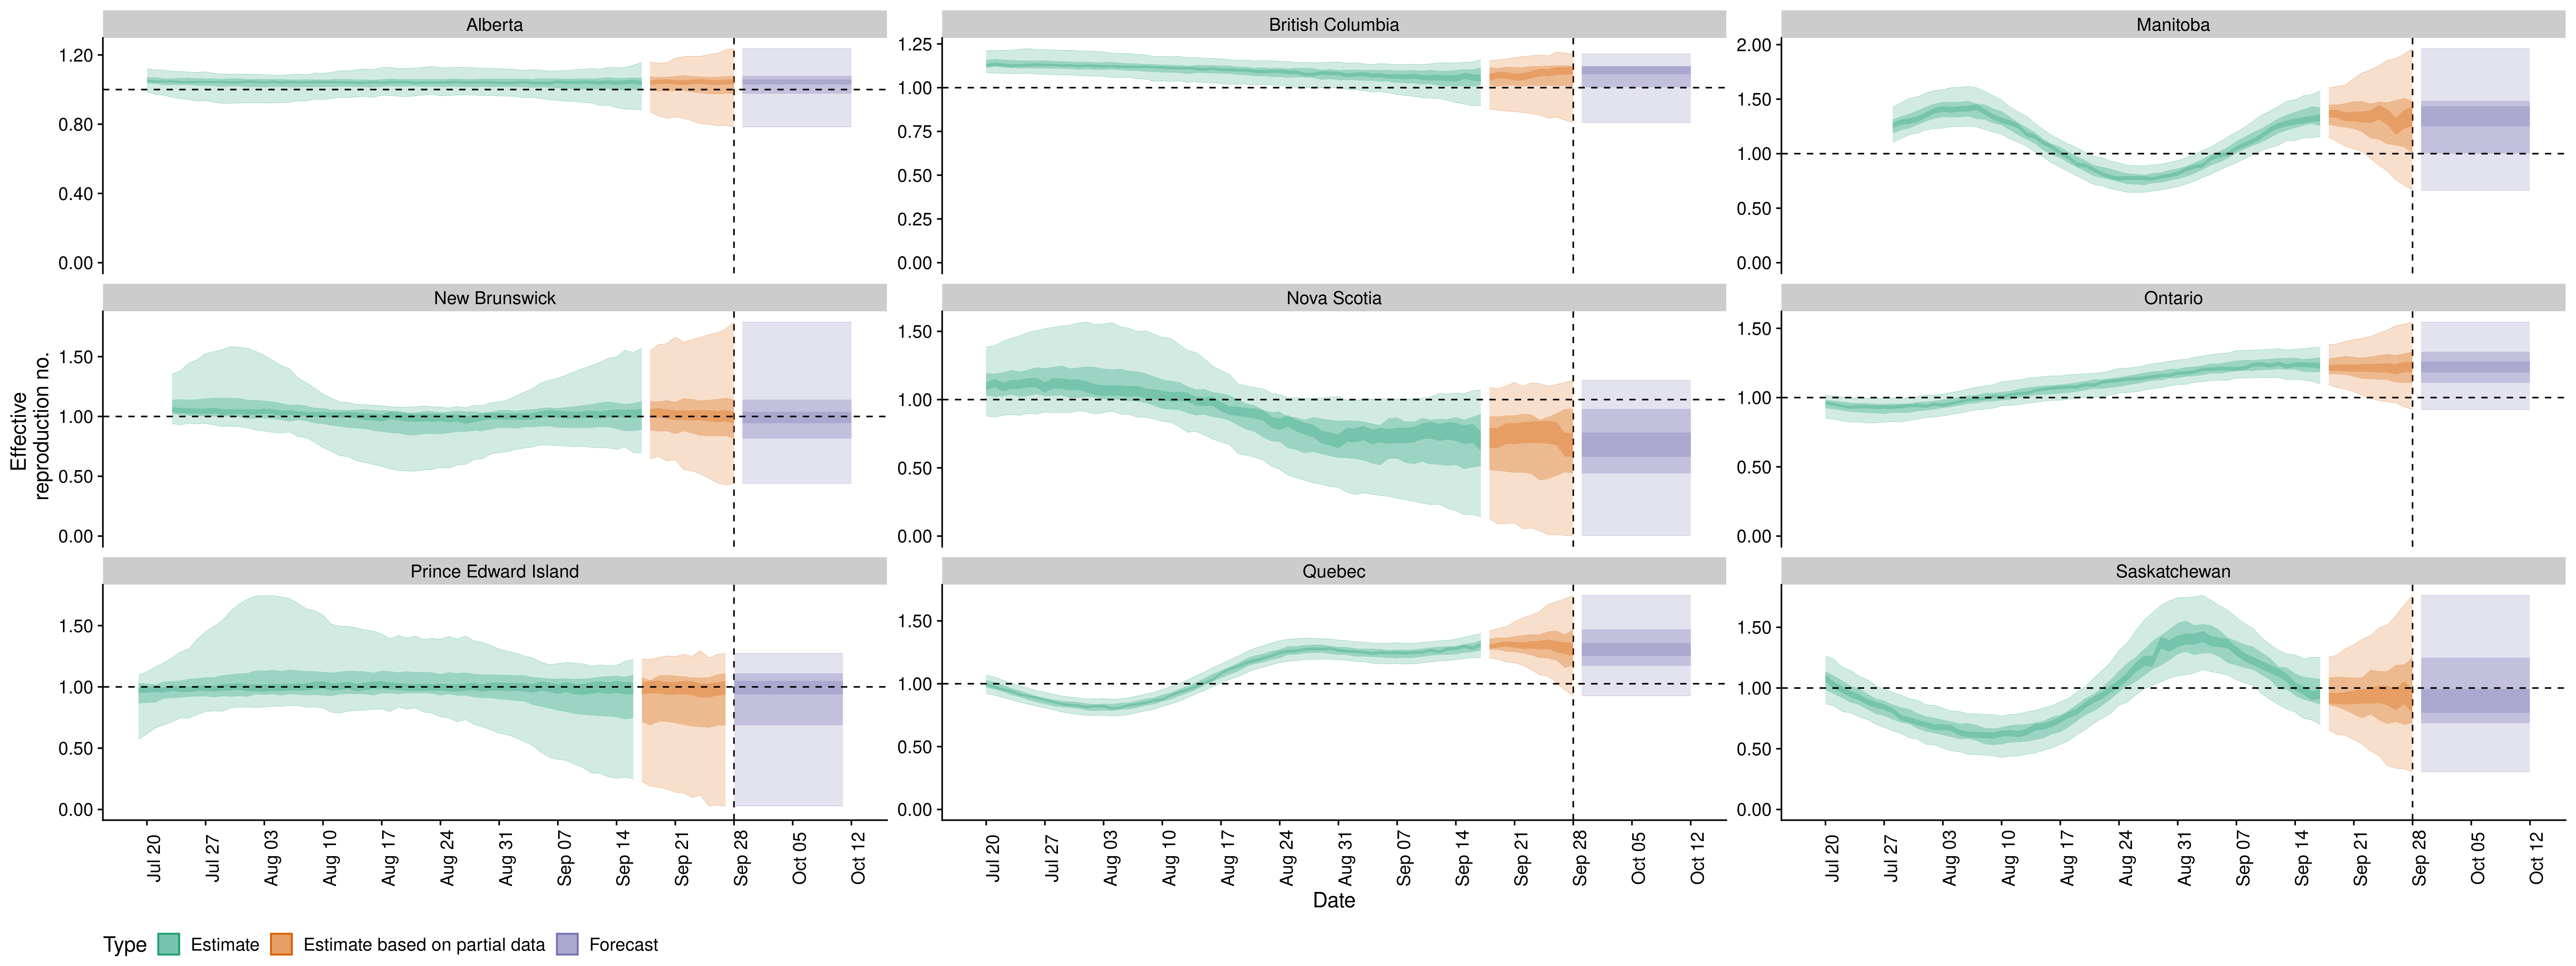 Alberta
British Columbia
Manitoba
1.20
0.80
0.40
0.00
1.25
1.00
0.75
0.50
0.25
0.00
2.00
1.50
1.00
0.50
0.00
New Brunswick
Nova Scotia
Ontario
Effective
reproduction no.
1.50
1.00
0.50
0.00
1.50
1.00
0.50
0.00
1.50
1.00
0.50
0.00
Prince Edward Island
Quebec
Saskatchewan
1.50
1.00
0.50
0.00
1.50
1.00
0.50
0.00
1.50
1.00
0.50
0.00
Jul 20 Jul 27 Aug 03 Aug 10 Aug 17 Aug 24 Aug 31 Sep 07 Sep 14 Sep 21 Sep 28 Oct 05 Oct 12
Jul 20 Jul 27 Aug 03 Aug 10 Aug 17 Aug 24 Aug 31 Sep 07 Sep 14 Sep 21 Sep 28 Oct 05 Oct 12
Jul 20 Jul 27 Aug 03 Aug 10 Aug 17 Aug 24 Aug 31 Sep 07 Sep 14 Sep 21 Sep 28 Oct 05 Oct 12
Date
Type Estimate Estimate based on partial data Forecast